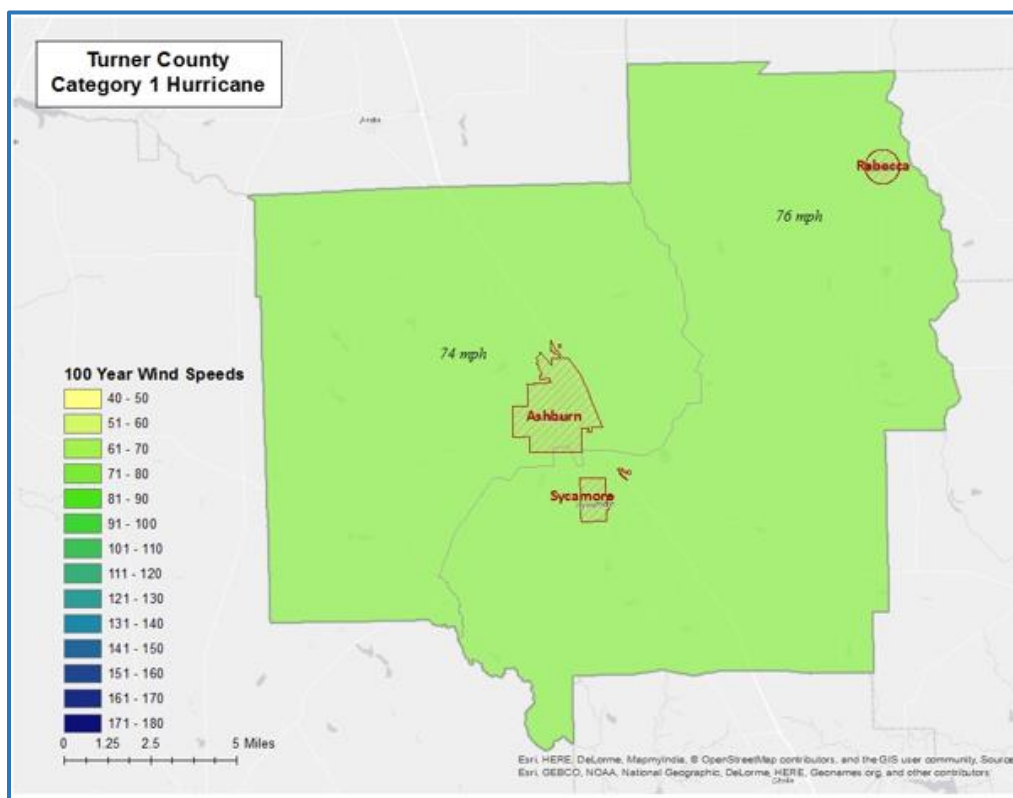 Turner County
Category 1 Hurricane
Arabi
Rebecca
76 mph
74 mph
Ashburn
Sycamore
100 Year Wind Speeds
40 - 50
51 - 60
61 - 70
71 - 80
81 - 90
91 - 100
101 - 110
111 - 120
121 - 130
131 - 140
141 - 150
151 - 160
161 - 170
171 - 180
0 1.25 2.5 5 Miles
Esri, HERE, DeLorme, MapmyIndia, © OpenStreetMap contributors, and the GIS user community, Source
Esri, GEBCO, NOAA, National Geographic, DeLorme, HERE, Geonames.org, and other contributors